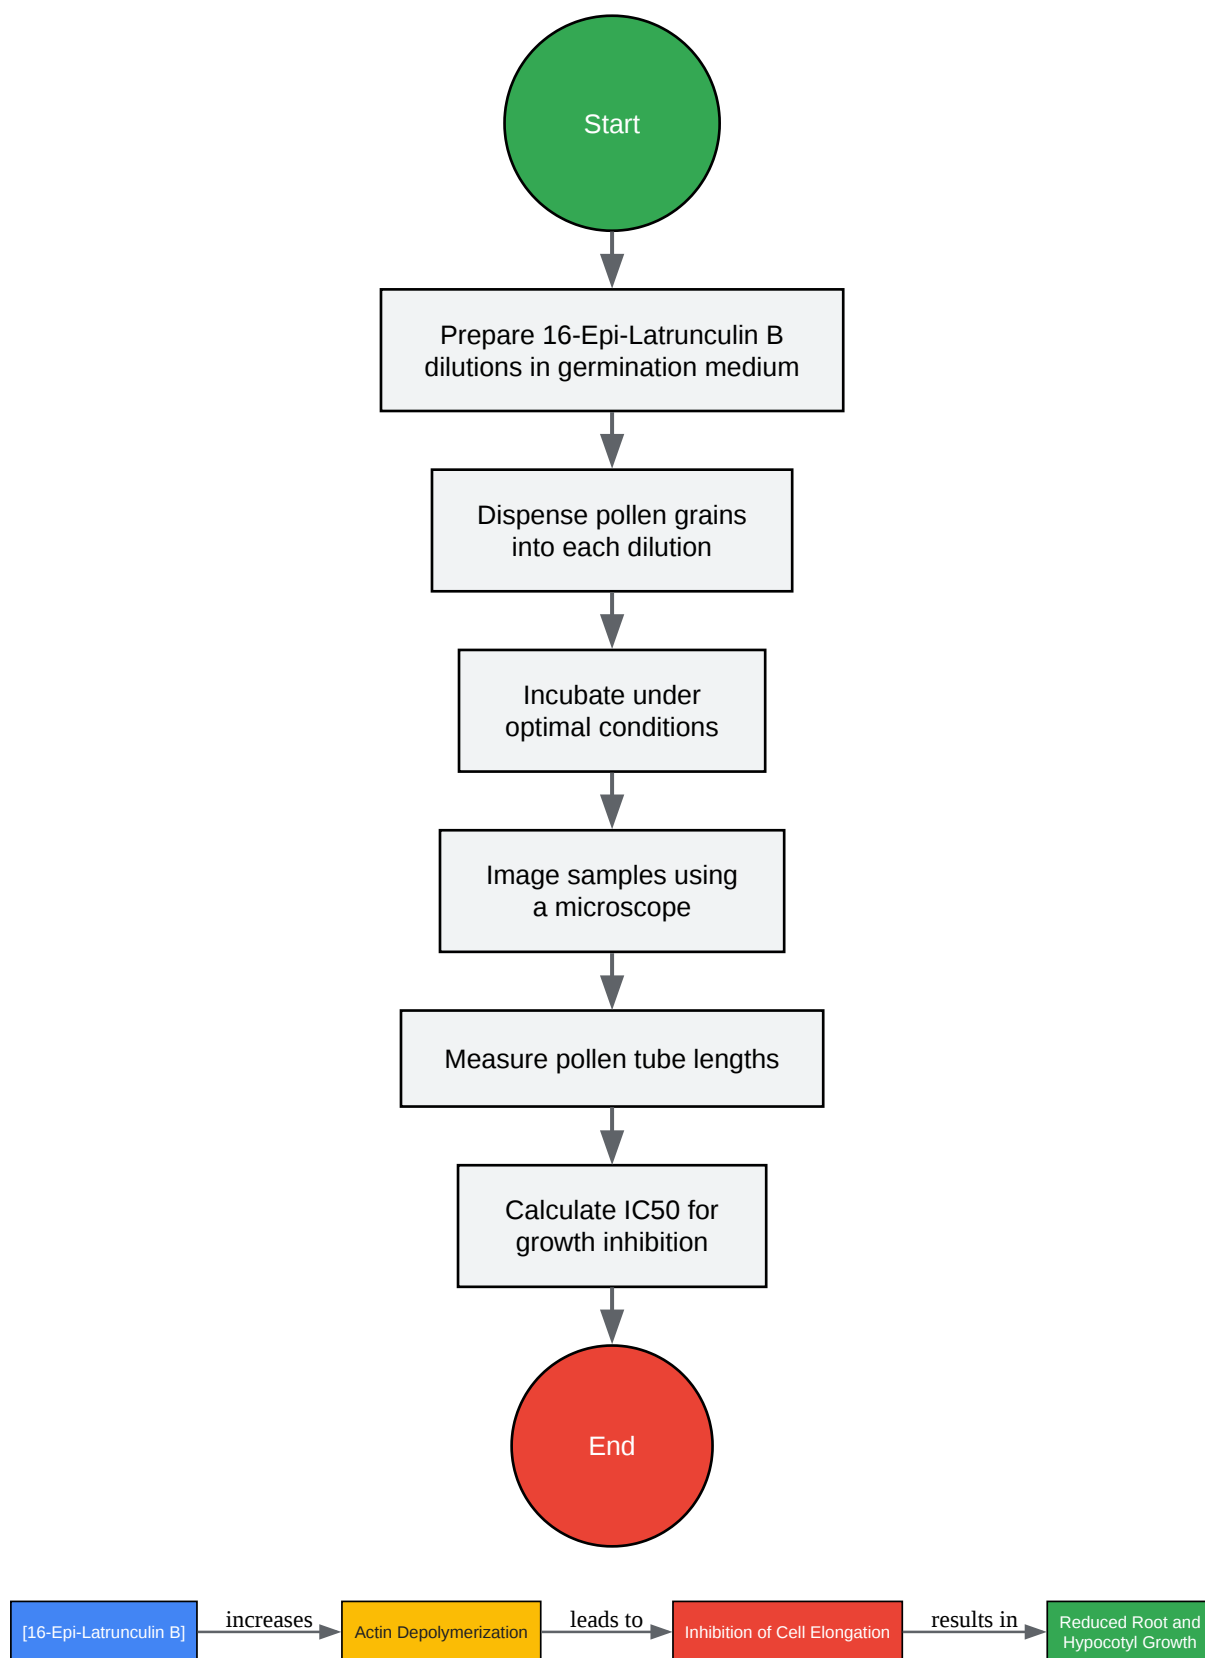 Start
Prepare 16-Epi-Latrunculin B
dilutions in germination medium
Dispense pollen grains
into each dilution
Incubate under
optimal conditions
Image samples using
a microscope
Measure pollen tube lengths
Calculate IC50 for
growth inhibition
End
[16-Epi-Latrunculin B]
increases
Actin Depolymerization
leads to
Inhibition of Cell Elongation
results in
Reduced Root and
Hypocotyl Growth